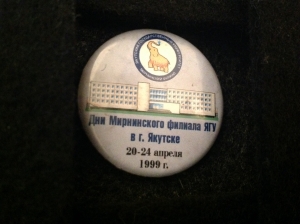 Дни Мирнинского филиала ЯГУ
в г. Якутске
20-24 апреля
1999 г.